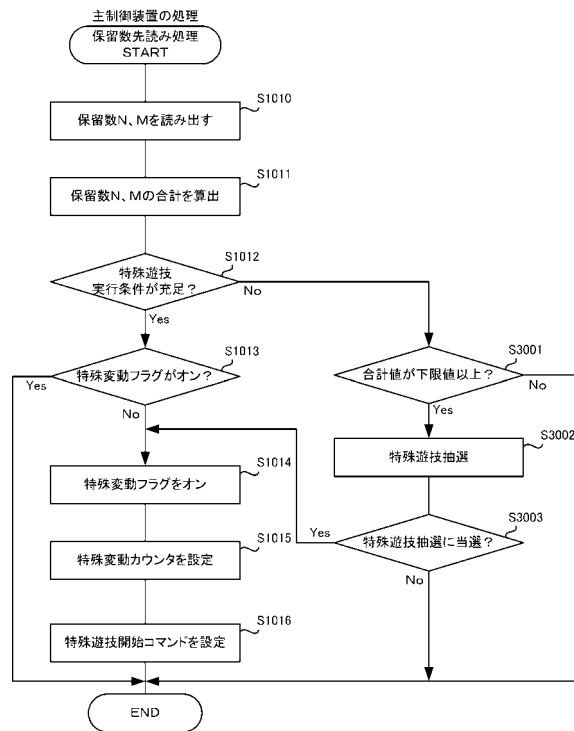 主制御装置の処理
保留数先読み処理
START
S1010
保留数N、Mを読み出す
S1011
保留数N、Mの合計を算出
S1012
特殊遊技
実行条件が充足？
No
Yes
S1013
特殊変動フラグがオン？
Yes
No
S3001
合計値が下限値以上？
No
Yes
S3002
特殊遊技抽選
S1014
特殊変動フラグをオン
S3003
特殊遊技抽選に当選？
Yes
No
S1015
特殊変動カウンタを設定
S1016
特殊遊技開始コマンドを設定
END